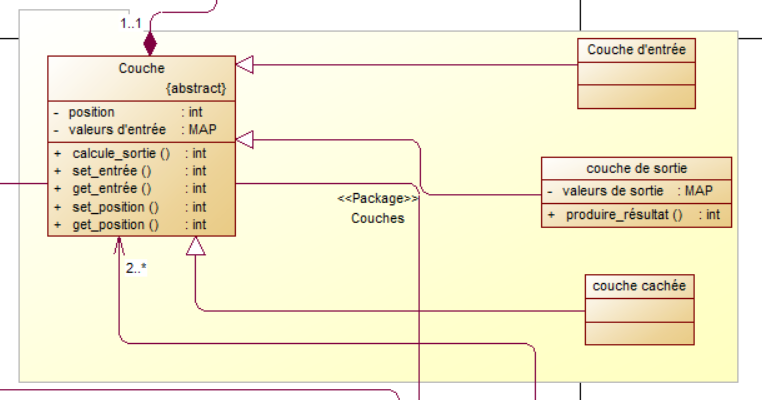 1..1
Couche
{abstract}
- position : int
- valeurs d'entrée : MAP
+ calcule_sortie () : int
+ set_entrée () : int
+ get_entrée () : int
+ set_position () : int
+ get_position () : int
2..*
<<Package>>
Couches
Couche d'entrée
couche de sortie
- valeurs de sortie : MAP
+ produire_résultat () : int
couche cachée